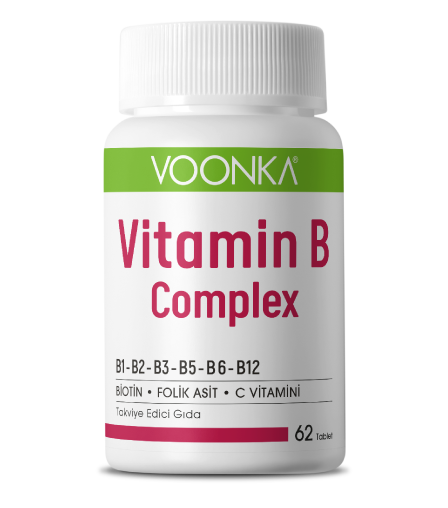 VOONKA®
Vitamin B
Complex
B1-B2-B3-B5-B6-B12
BİOTİN • FOLİK ASİT • C VİTAMİNİ
Takviye Edici Gıda
62 Tablet